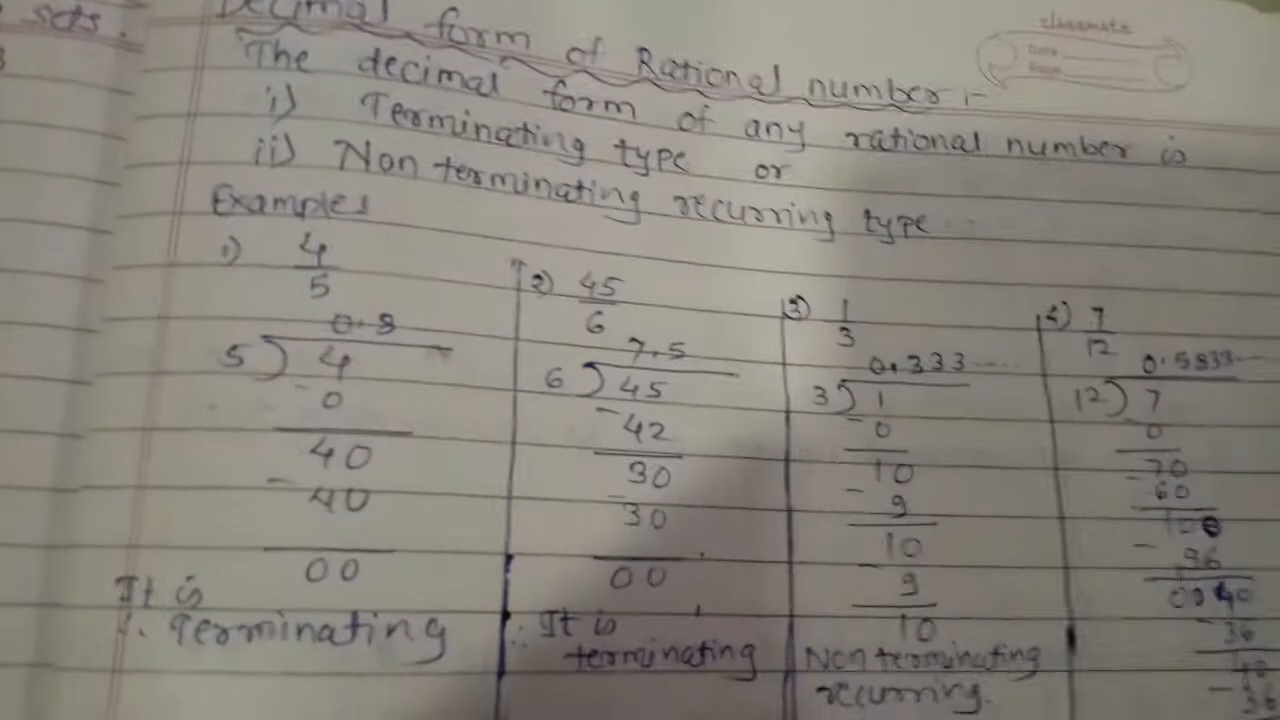 sets.
Decimal form of Rational number :-
classmate
Date
Page
The decimal form of any rational number is
i) Terminating type or
ii) Non terminating recurring type
Examples
1) 4/5
0.8
5) 4
- 0
40
- 40
00
It is
∴ Terminating
2) 45/6
7.5
6) 45
- 42
30
- 30
00
∴ It is
terminating
3) 1/3
0.333....
3) 1
- 0
10
- 9
10
- 9
10
Non terminating
recurring.
4) 7/12
0.5833...
12) 7
0
70
- 60
100
- 96
0040
- 36
40
- 36